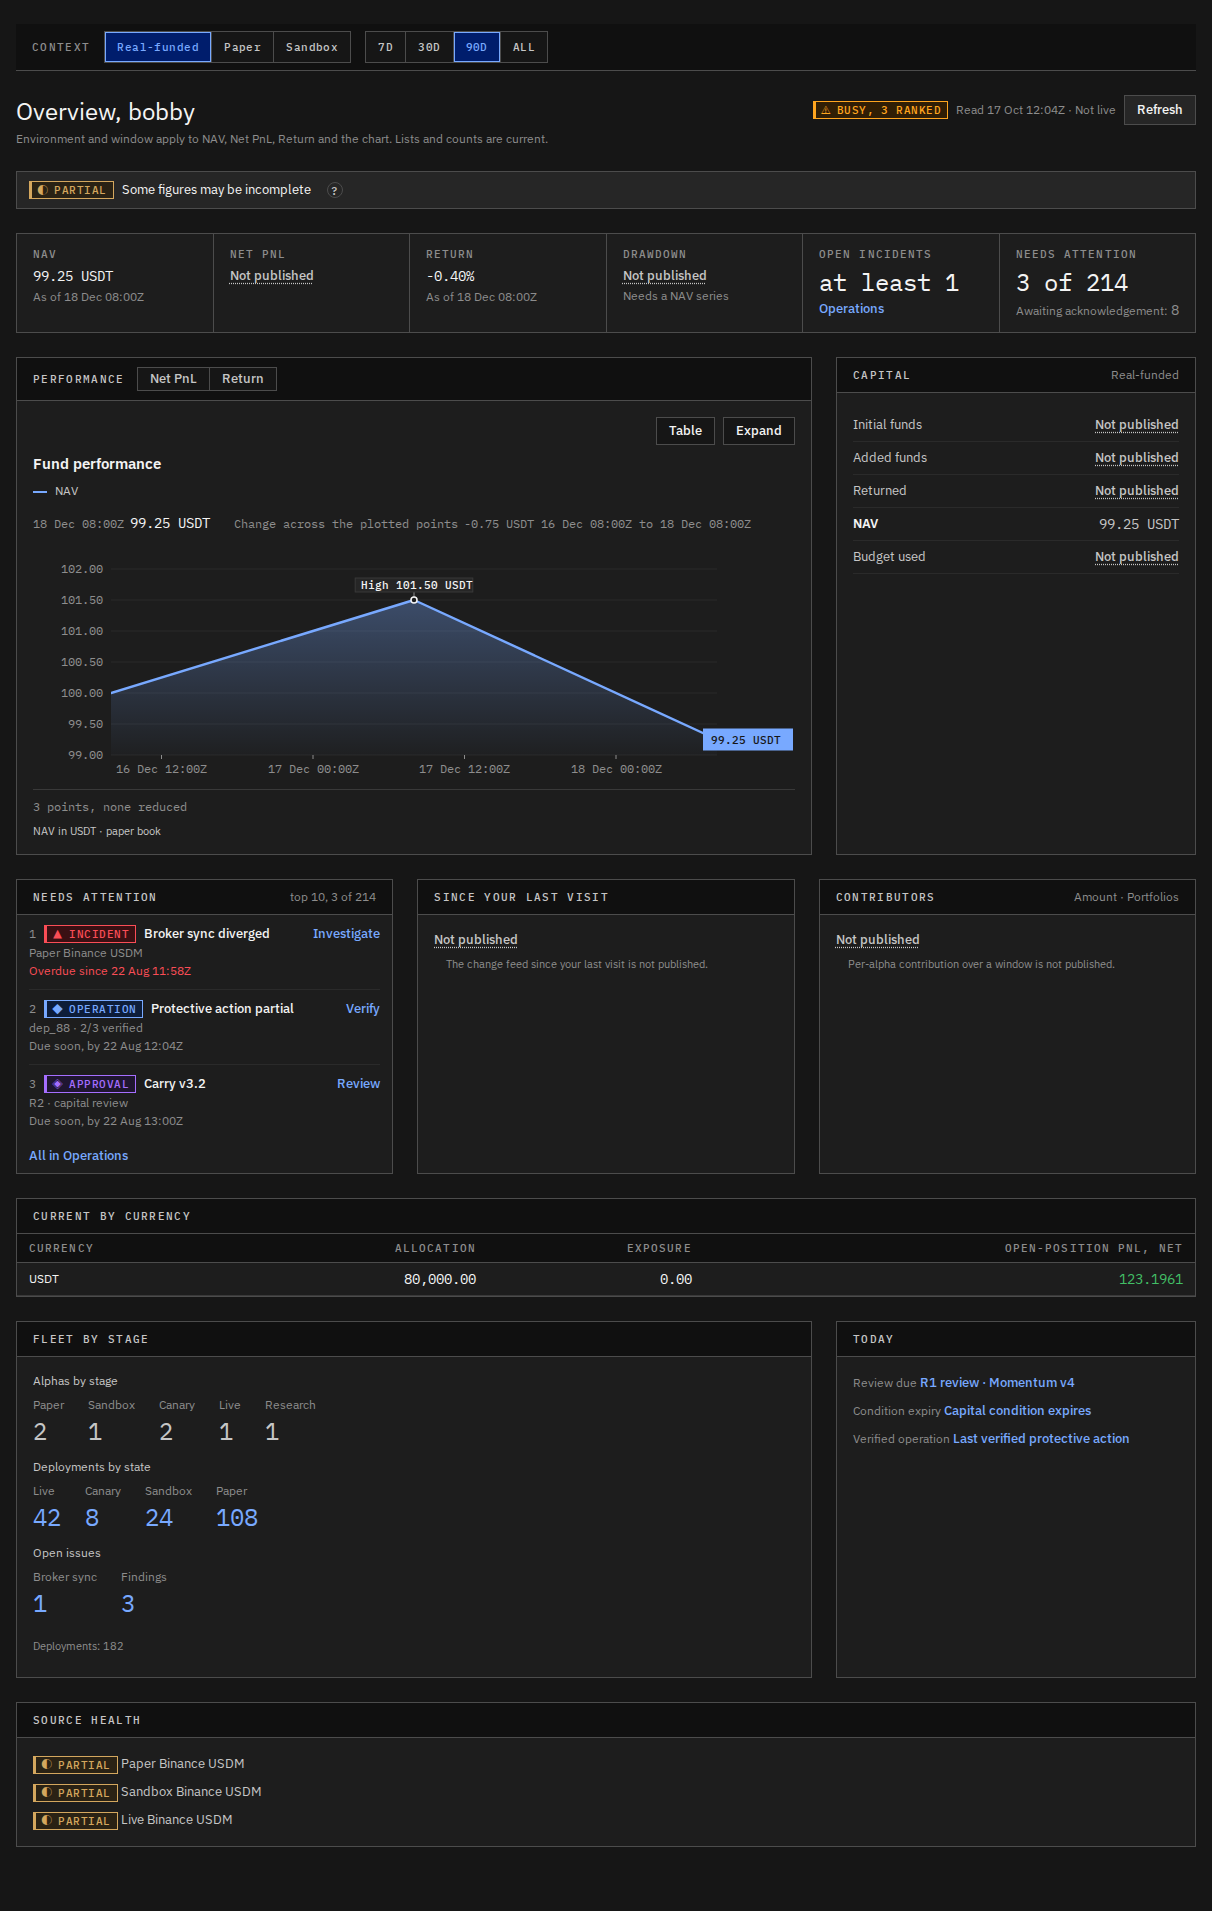 CONTEXT Real-funded Paper Sandbox 7D 30D 90D ALL
Overview, bobby
⚠ BUSY, 3 RANKED Read 17 Oct 12:04Z · Not live Refresh
Environment and window apply to NAV, Net PnL, Return and the chart. Lists and counts are current.
PARTIAL Some figures may be incomplete ?
NAV
99.25 USDT
As of 18 Dec 08:00Z
NET PNL
Not published
RETURN
-0.40%
As of 18 Dec 08:00Z
DRAWDOWN
Not published
Needs a NAV series
OPEN INCIDENTS
at least 1
Operations
NEEDS ATTENTION
3 of 214
Awaiting acknowledgement: 8
PERFORMANCE Net PnL Return
Table Expand
Fund performance
NAV
18 Dec 08:00Z 99.25 USDT Change across the plotted points -0.75 USDT 16 Dec 08:00Z to 18 Dec 08:00Z
102.00
High 101.50 USDT
101.50
101.00
100.50
100.00
99.50
99.25 USDT
99.00
16 Dec 12:00Z 17 Dec 00:00Z 17 Dec 12:00Z 18 Dec 00:00Z
3 points, none reduced
NAV in USDT · paper book
CAPITAL Real-funded
Initial funds Not published
Added funds Not published
Returned Not published
NAV 99.25 USDT
Budget used Not published
NEEDS ATTENTION top 10, 3 of 214
1 INCIDENT Broker sync diverged Investigate
Paper Binance USDM
Overdue since 22 Aug 11:58Z
2 OPERATION Protective action partial Verify
dep_88 · 2/3 verified
Due soon, by 22 Aug 12:04Z
3 APPROVAL Carry v3.2 Review
R2 · capital review
Due soon, by 22 Aug 13:00Z
All in Operations
SINCE YOUR LAST VISIT
Not published
The change feed since your last visit is not published.
CONTRIBUTORS Amount · Portfolios
Not published
Per-alpha contribution over a window is not published.
CURRENT BY CURRENCY
CURRENCY ALLOCATION EXPOSURE OPEN-POSITION PNL, NET
USDT 80,000.00 0.00 123.1961
FLEET BY STAGE
Alphas by stage
Paper Sandbox Canary Live Research
2 1 2 1 1
Deployments by state
Live Canary Sandbox Paper
42 8 24 108
Open issues
Broker sync Findings
1 3
Deployments: 182
TODAY
Review due R1 review · Momentum v4
Condition expiry Capital condition expires
Verified operation Last verified protective action
SOURCE HEALTH
PARTIAL Paper Binance USDM
PARTIAL Sandbox Binance USDM
PARTIAL Live Binance USDM